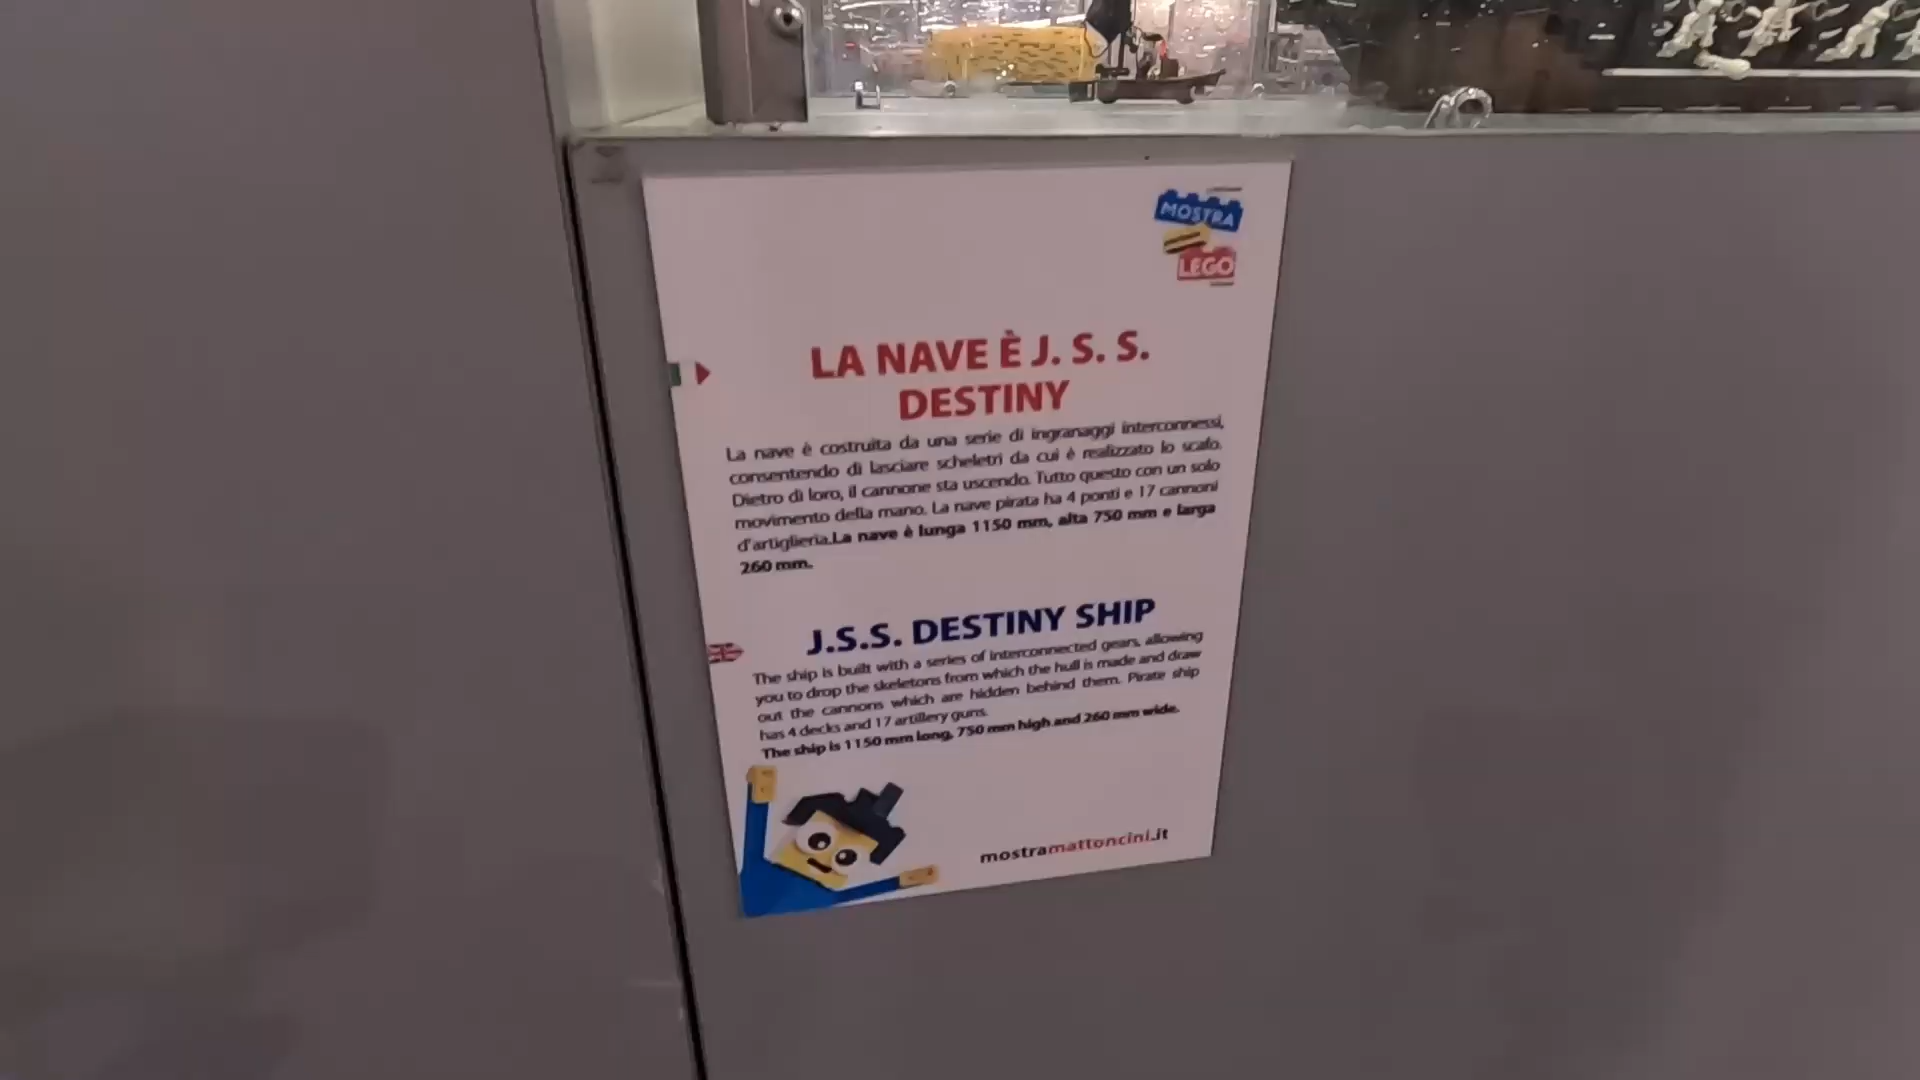 MOSTRA
LEGO
LA NAVE È J. S. S.
DESTINY
La nave è costruita da una serie di ingranaggi interconnessi,
consentendo di lasciare scheletri da cui è realizzato lo scafo.
Dietro di loro, il cannone sta uscendo. Tutto questo con un solo
movimento della mano. La nave pirata ha 4 ponti e 17 cannoni
d'artiglieria.La nave è lunga 1150 mm, alta 750 mm e larga
260 mm.
J.S.S. DESTINY SHIP
The ship is built with a series of interconnected gears, allowing
you to drop the skeletons from which the hull is made and draw
out the cannons which are hidden behind them. Pirate ship
has 4 decks and 17 artillery guns.
The ship is 1150 mm long, 750 mm high and 260 mm wide.
mostramattoncini.it